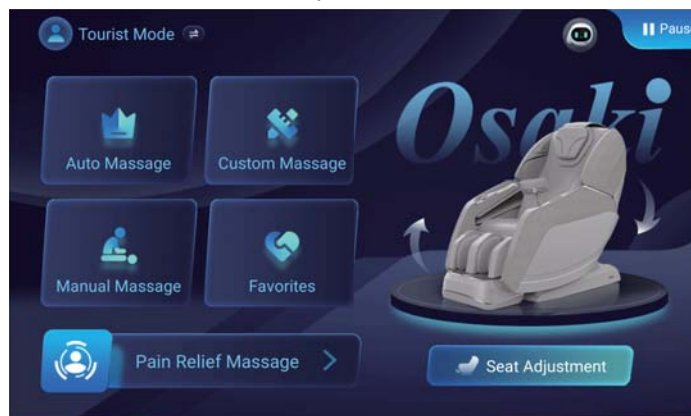 Tourist Mode
Pause
Osaki
Auto Massage
Custom Massage
Manual Massage
Favorites
Pain Relief Massage
Seat Adjustment